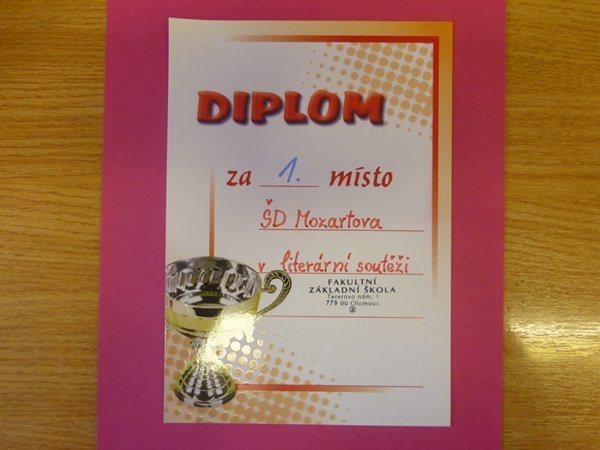 DIPLOM
za 1. místo
ŠD Mozartova
v literární soutěži
FAKULTNÍ
ZÁKLADNÍ ŠKOLA
Tererovo nám. 1
779 00 Olomouc